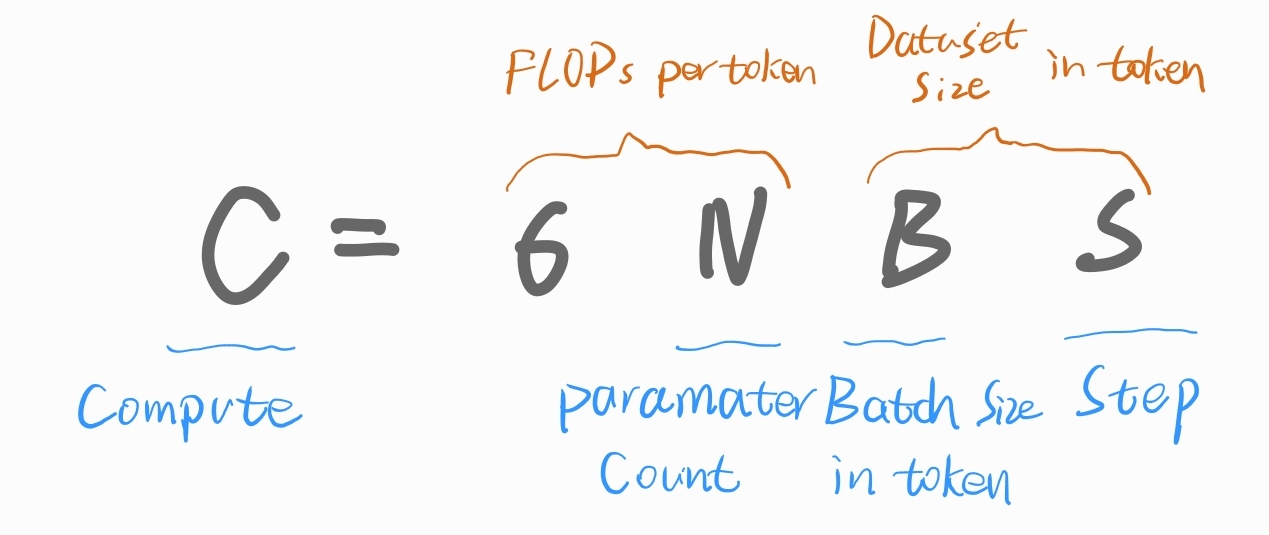 FLOPs per token
Dataset
Size in token
C = 6 N B S
Compute
paramater
Count
Batch Size
in token
Step